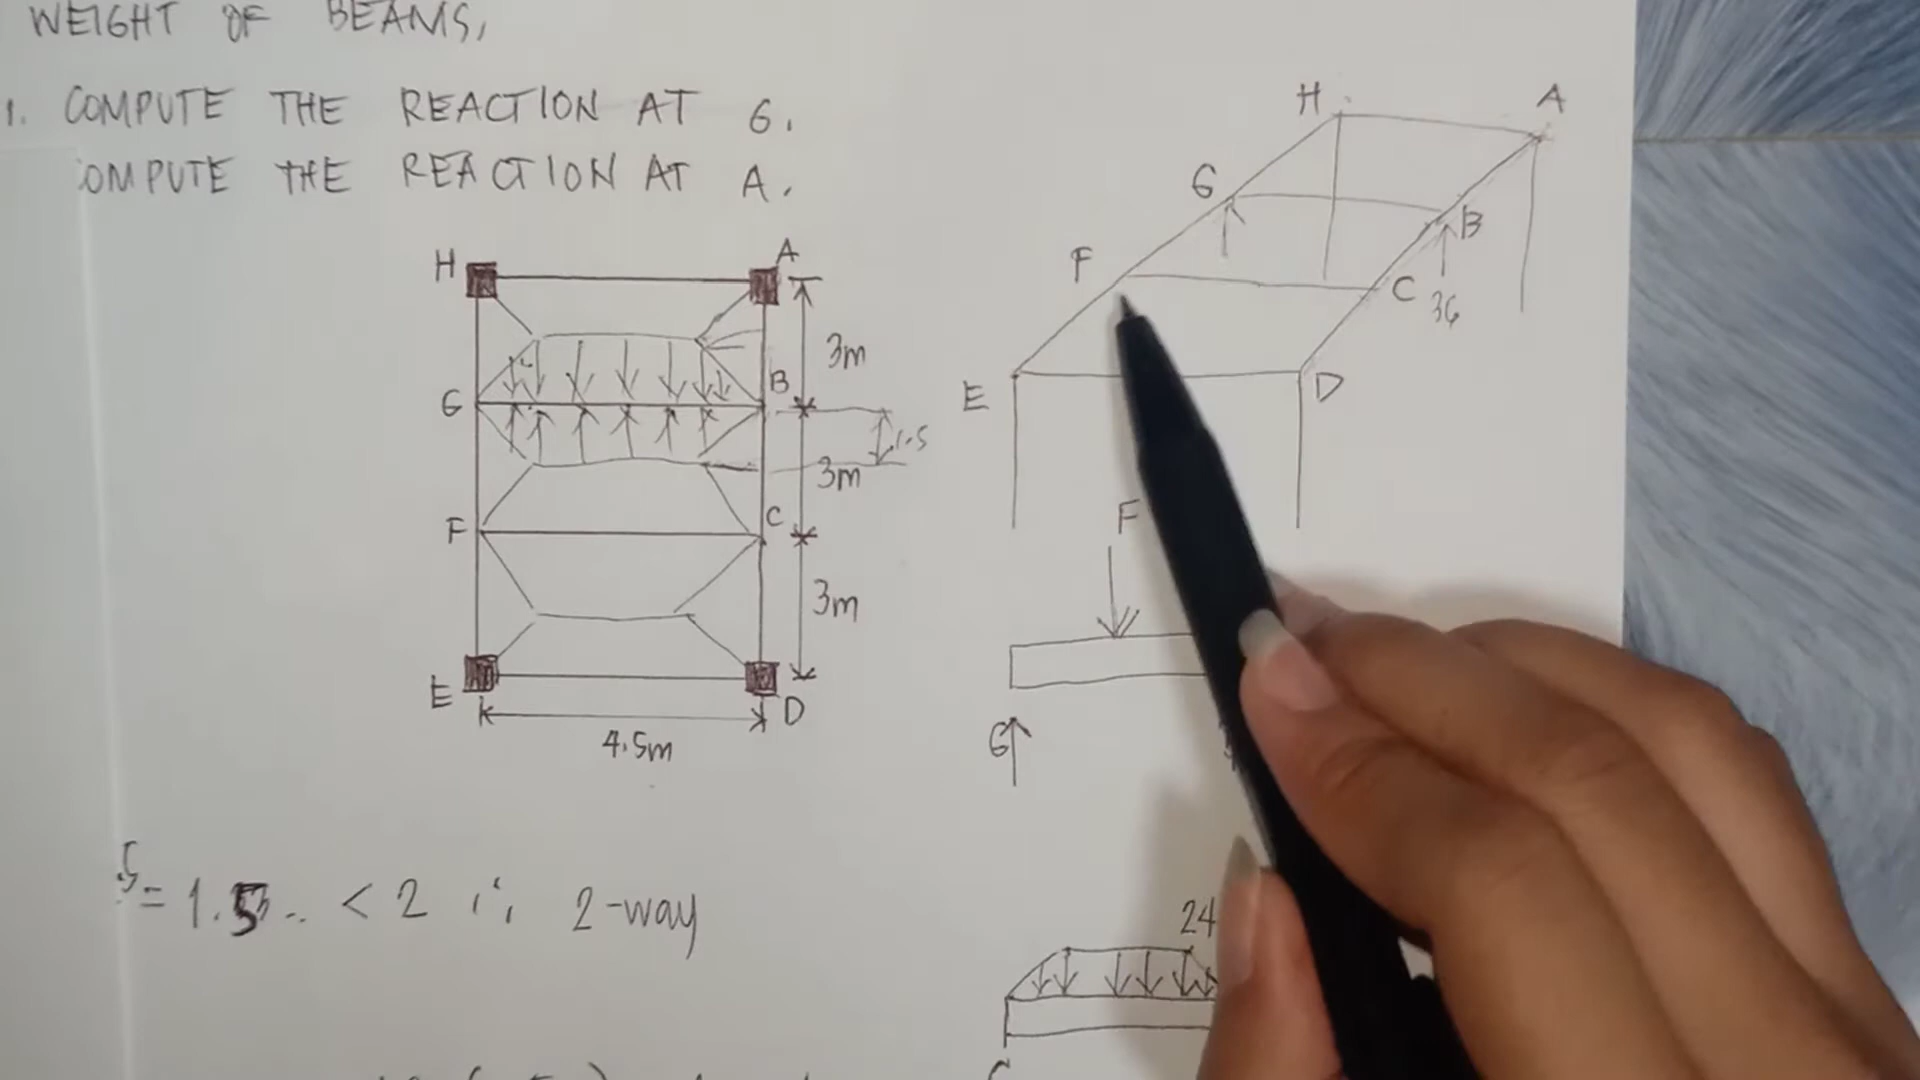 WEIGHT OF BEAMS,
1. COMPUTE THE REACTION AT G.
COMPUTE THE REACTION AT A.
H A
3m
G B
1.5
3m
F C
3m
E D
4.5m
H A
G B
F C
36
E D
F
G
= 1.5.. < 2 ∴ 2-way
24